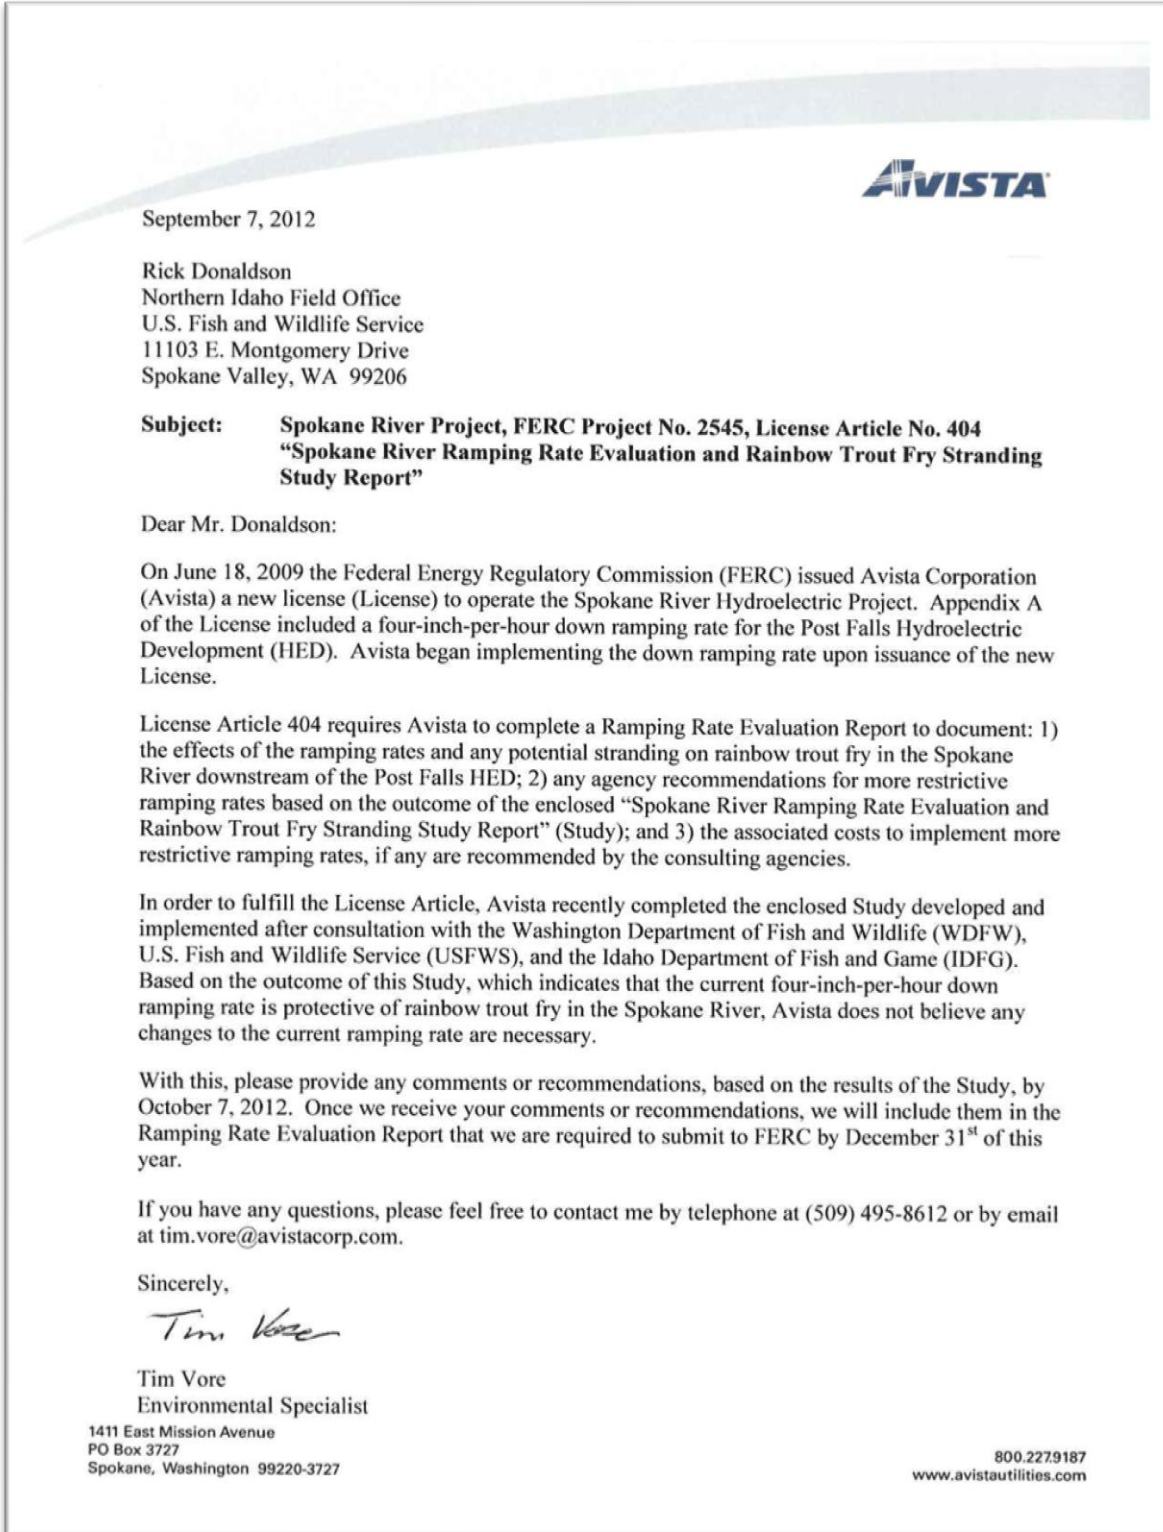 AVISTA
September 7, 2012
Rick Donaldson
Northern Idaho Field Office
U.S. Fish and Wildlife Service
11103 E. Montgomery Drive
Spokane Valley, WA 99206
Subject: Spokane River Project, FERC Project No. 2545, License Article No. 404
“Spokane River Ramping Rate Evaluation and Rainbow Trout Fry Stranding
Study Report”
Dear Mr. Donaldson:
On June 18, 2009 the Federal Energy Regulatory Commission (FERC) issued Avista Corporation
(Avista) a new license (License) to operate the Spokane River Hydroelectric Project. Appendix A
of the License included a four-inch-per-hour down ramping rate for the Post Falls Hydroelectric
Development (HED). Avista began implementing the down ramping rate upon issuance of the new
License.
License Article 404 requires Avista to complete a Ramping Rate Evaluation Report to document: 1)
the effects of the ramping rates and any potential stranding on rainbow trout fry in the Spokane
River downstream of the Post Falls HED; 2) any agency recommendations for more restrictive
ramping rates based on the outcome of the enclosed “Spokane River Ramping Rate Evaluation and
Rainbow Trout Fry Stranding Study Report” (Study); and 3) the associated costs to implement more
restrictive ramping rates, if any are recommended by the consulting agencies.
In order to fulfill the License Article, Avista recently completed the enclosed Study developed and
implemented after consultation with the Washington Department of Fish and Wildlife (WDFW),
U.S. Fish and Wildlife Service (USFWS), and the Idaho Department of Fish and Game (IDFG).
Based on the outcome of this Study, which indicates that the current four-inch-per-hour down
ramping rate is protective of rainbow trout fry in the Spokane River, Avista does not believe any
changes to the current ramping rate are necessary.
With this, please provide any comments or recommendations, based on the results of the Study, by
October 7, 2012. Once we receive your comments or recommendations, we will include them in the
Ramping Rate Evaluation Report that we are required to submit to FERC by December 31st of this
year.
If you have any questions, please feel free to contact me by telephone at (509) 495-8612 or by email
at tim.vore@avistacorp.com.
Sincerely,
Tim Vore
Tim Vore
Environmental Specialist
1411 East Mission Avenue
PO Box 3727
Spokane, Washington 99220-3727
800.227.9187
www.avistautilities.com